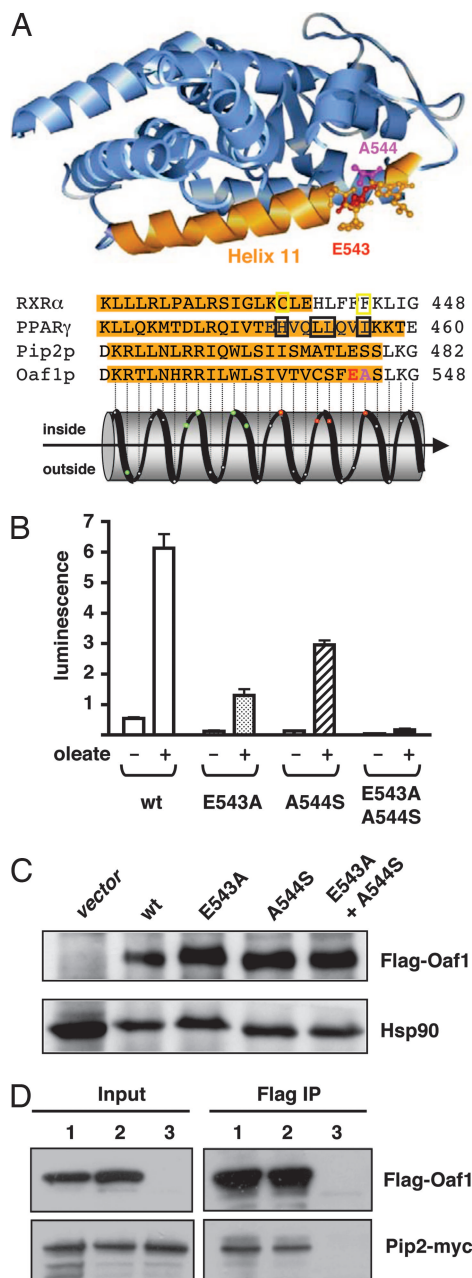 A
A544
E543
Helix 11
RXRα KLLLRLPALRSIGLKCLEHLFFFKLIG 448
PPARγ KLLQKMTDLRQIVTEHVQLLQVIKKTE 460
Pip2p DKRLLNLRRIQWLSIISMATLESSLKG 482
Oaf1p DKRTLNHRRILWLSIVTVCSFEASLKG 548
inside
outside
B
luminescence
7
6
5
4
3
2
1
oleate – + – + – + – +
wt E543A A544S E543A
A544S
C
vector wt E543A A544S E543A
+ A544S
Flag-Oaf1
Hsp90
D
Input Flag IP
1 2 3 1 2 3
Flag-Oaf1
Pip2-myc